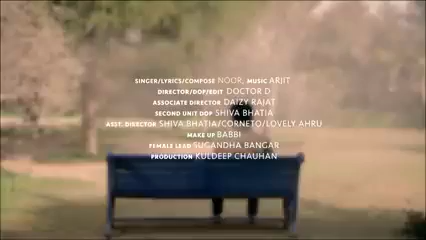 SINGER/LYRICS/COMPOSE NOOR, MUSIC ARJIT
DIRECTOR/DOP/EDIT DOCTOR D
ASSOCIATE DIRECTOR DAIZY RAJAT
SECOND UNIT DOP SHIVA BHATIA
ASST. DIRECTOR SHIVA BHATIA/CORNETO/LOVELY AHRU
MAKE UP BABBI
FEMALE LEAD SUGANDHA BANGAR
PRODUCTION KULDEEP CHAUHAN